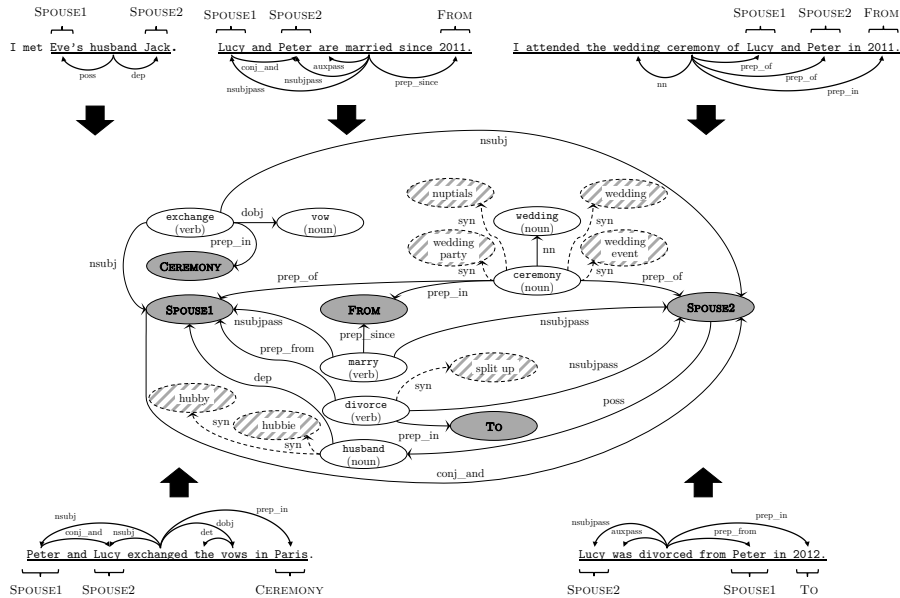 SPOUSE1 SPOUSE2 SPOUSE1 SPOUSE2 FROM SPOUSE1 SPOUSE2 FROM
I met Eve's husband Jack. Lucy and Peter are married since 2011. I attended the wedding ceremony of Lucy and Peter in 2011.
poss dep
conj_and auxpass
nsubjpass
nsubjpass prep_since
nn prep_of
prep_of
prep_in
nsubj
nuptials wedding
exchange (verb) dobj vow (noun)
syn wedding (noun) syn
prep_in
wedding party nn wedding event
nsubj
CEREMONY
syn ceremony (noun) syn
prep_of prep_in prep_of
SPOUSE1 FROM SPOUSE2
nsubjpass prep_since nsubjpass
prep_from
marry (verb)
dep split up nsubjpass
syn
hubby divorce (verb) poss
syn hubbie prep_in TO
syn husband (noun)
conj_and
nsubj prep_in
conj_and nsubj dobj
det
Peter and Lucy exchanged the vows in Paris.
SPOUSE1 SPOUSE2 CEREMONY
nsubjpass prep_in
auxpass prep_from
Lucy was divorced from Peter in 2012.
SPOUSE2 SPOUSE1 TO